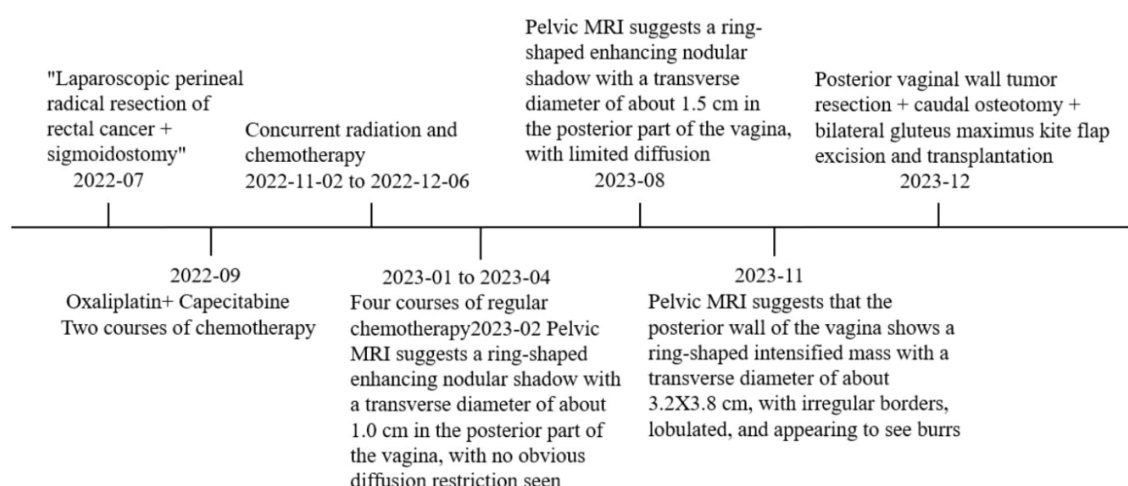 "Laparoscopic perineal
radical resection of
rectal cancer +
sigmoidostomy"
2022-07
2022-09
Oxaliplatin+ Capecitabine
Two courses of chemotherapy
Concurrent radiation and
chemotherapy
2022-11-02 to 2022-12-06
2023-01 to 2023-04
Four courses of regular
chemotherapy2023-02 Pelvic
MRI suggests a ring-shaped
enhancing nodular shadow with
a transverse diameter of about
1.0 cm in the posterior part of
the vagina, with no obvious
diffusion restriction seen
Pelvic MRI suggests a ring-
shaped enhancing nodular
shadow with a transverse
diameter of about 1.5 cm in
the posterior part of the vagina,
with limited diffusion
2023-08
2023-11
Pelvic MRI suggests that the
posterior wall of the vagina shows a
ring-shaped intensified mass with a
transverse diameter of about
3.2X3.8 cm, with irregular borders,
lobulated, and appearing to see burrs
Posterior vaginal wall tumor
resection + caudal osteotomy +
bilateral gluteus maximus kite flap
excision and transplantation
2023-12